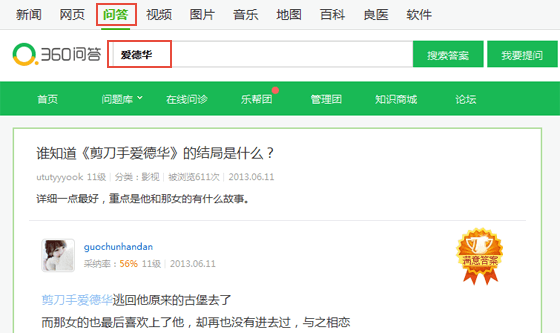 新闻 网页 问答 视频 图片 音乐 地图 百科 良医 软件
360问答 爱德华 搜索答案 我要提问
首页 问题库 在线问诊 乐帮团 管理团 知识商城 论坛
谁知道《剪刀手爱德华》的结局是什么？
ututyyyook 11级 | 分类：影视 | 被浏览611次 | 2013.06.11
详细一点最好，重点是他和那女的有什么故事。
guochunhandan
采纳率：56% 11级 | 2013.06.11
满意答案
剪刀手爱德华逃回他原来的古堡去了
而那女的也最后喜欢上了他，却再也没有进去过，与之相恋